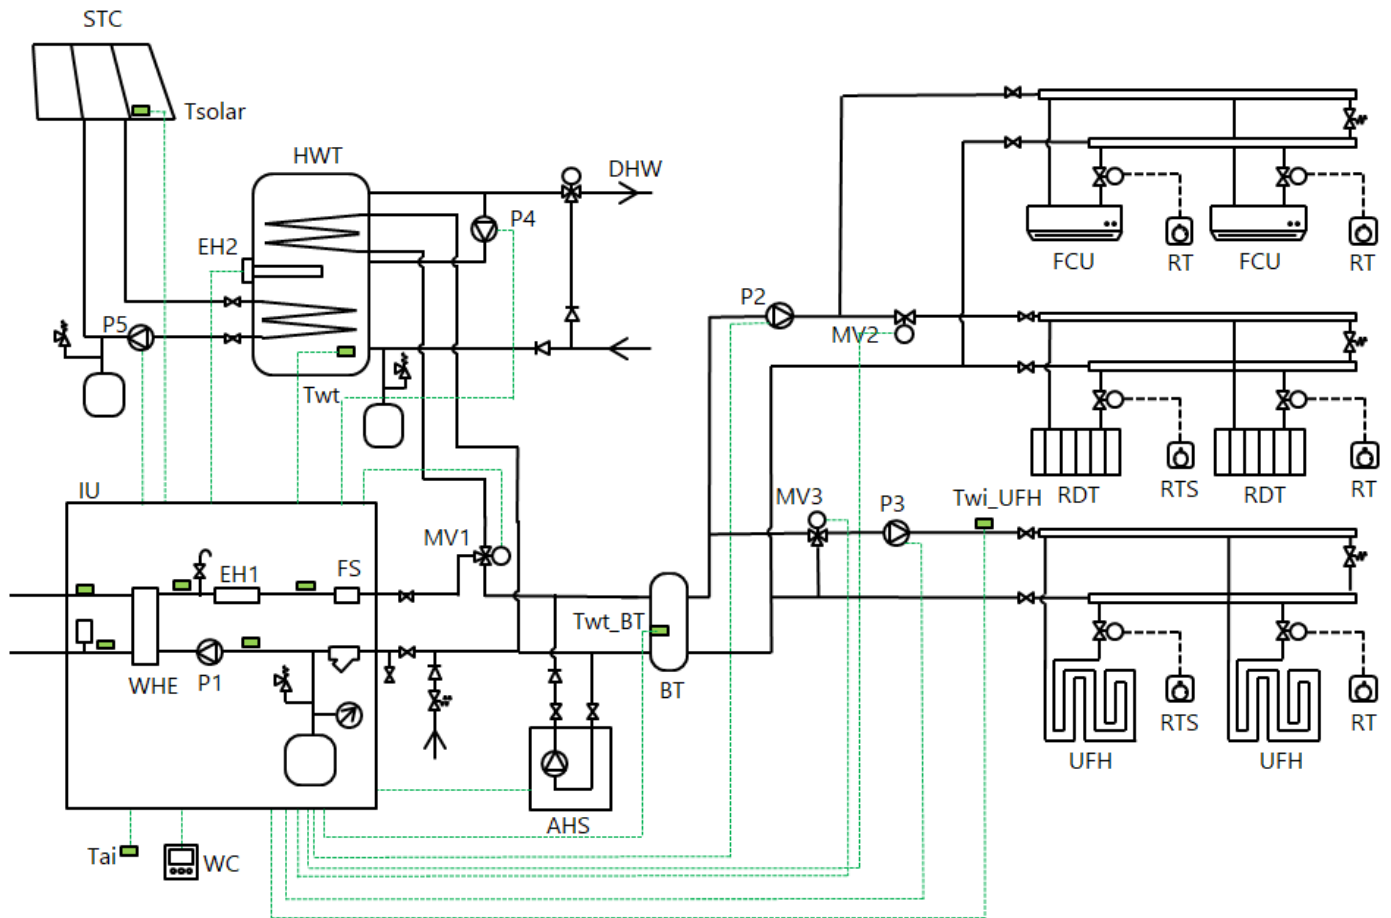 STC
Tsolar
HWT
DHW
P4
EH2
FCU
RT
FCU
RT
P2
P5
MV2
Twt
IU
RDT
RTS
RDT
RT
MV3
P3
Twi_UFH
MV1
EH1
FS
Twt_BT
WHE
P1
BT
RTS
RT
UFH
UFH
AHS
Tai
WC